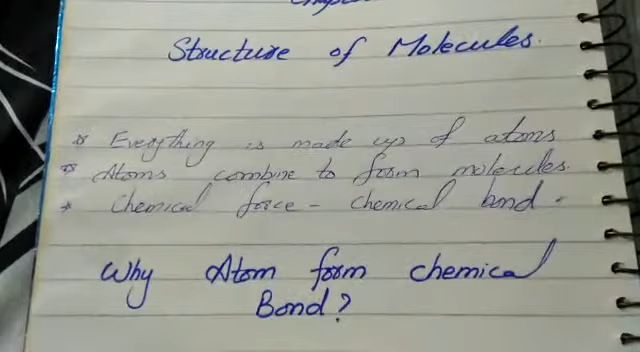 Structure of Molecules.
* Everything is made up of atoms
* Atoms combine to form molecules.
* Chemical force - chemical bond.
Why Atom form chemical
Bond?